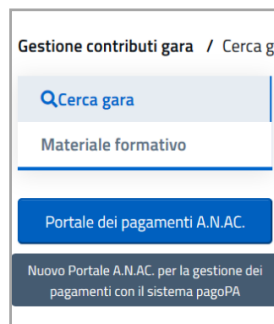 Gestione contributi gara / Cerca g
Cerca gara
Materiale formativo
Portale dei pagamenti A.N.AC.
Nuovo Portale A.N.AC. per la gestione dei
pagamenti con il sistema pagoPA